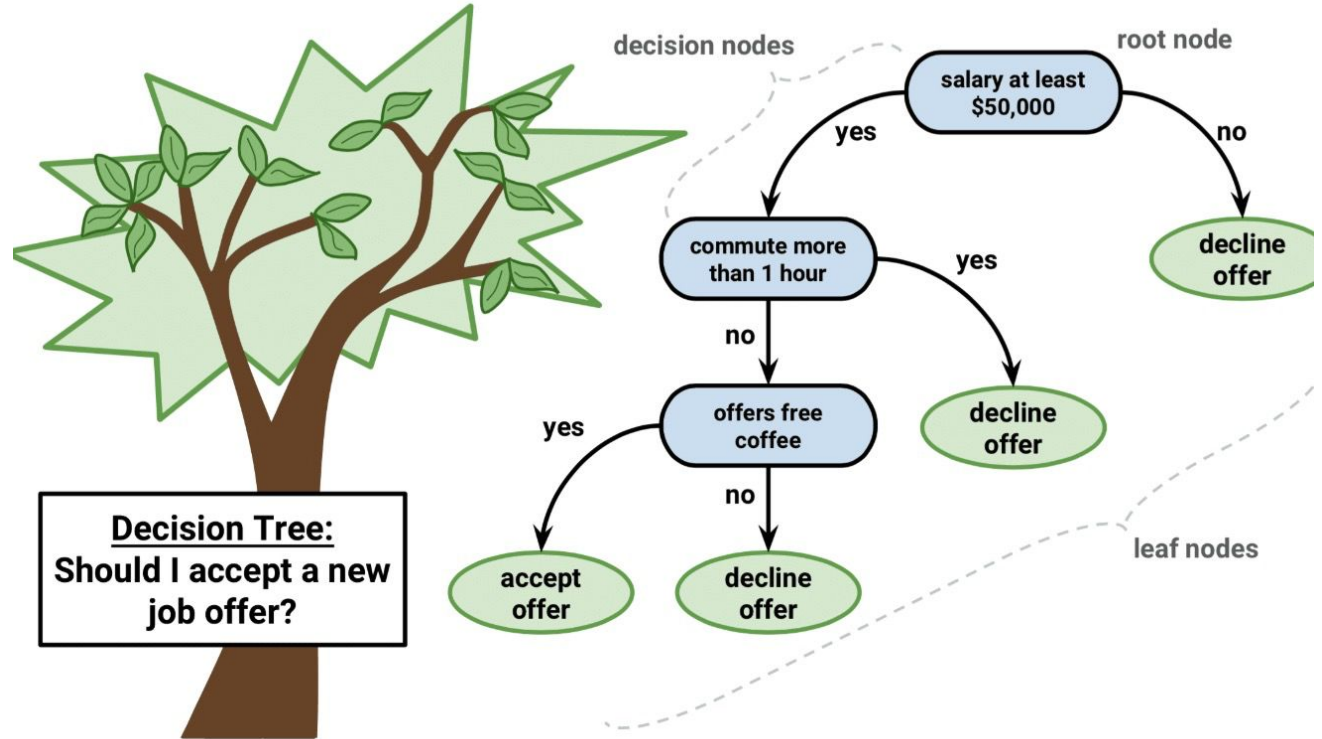 decision nodes
root node
salary at least
$50,000
yes
no
decline
offer
commute more
than 1 hour
yes
no
decline
offer
offers free
coffee
yes
no
accept
offer
decline
offer
leaf nodes
Decision Tree:
Should I accept a new
job offer?